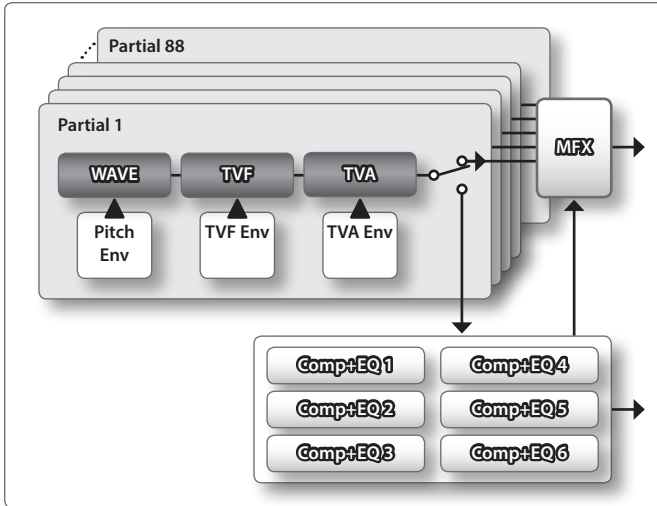 Partial 88
Partial 1
WAVE
TVF
TVA
MFX
Pitch
Env
TVF Env
TVA Env
Comp+EQ 1
Comp+EQ 4
Comp+EQ 2
Comp+EQ 5
Comp+EQ 3
Comp+EQ 6